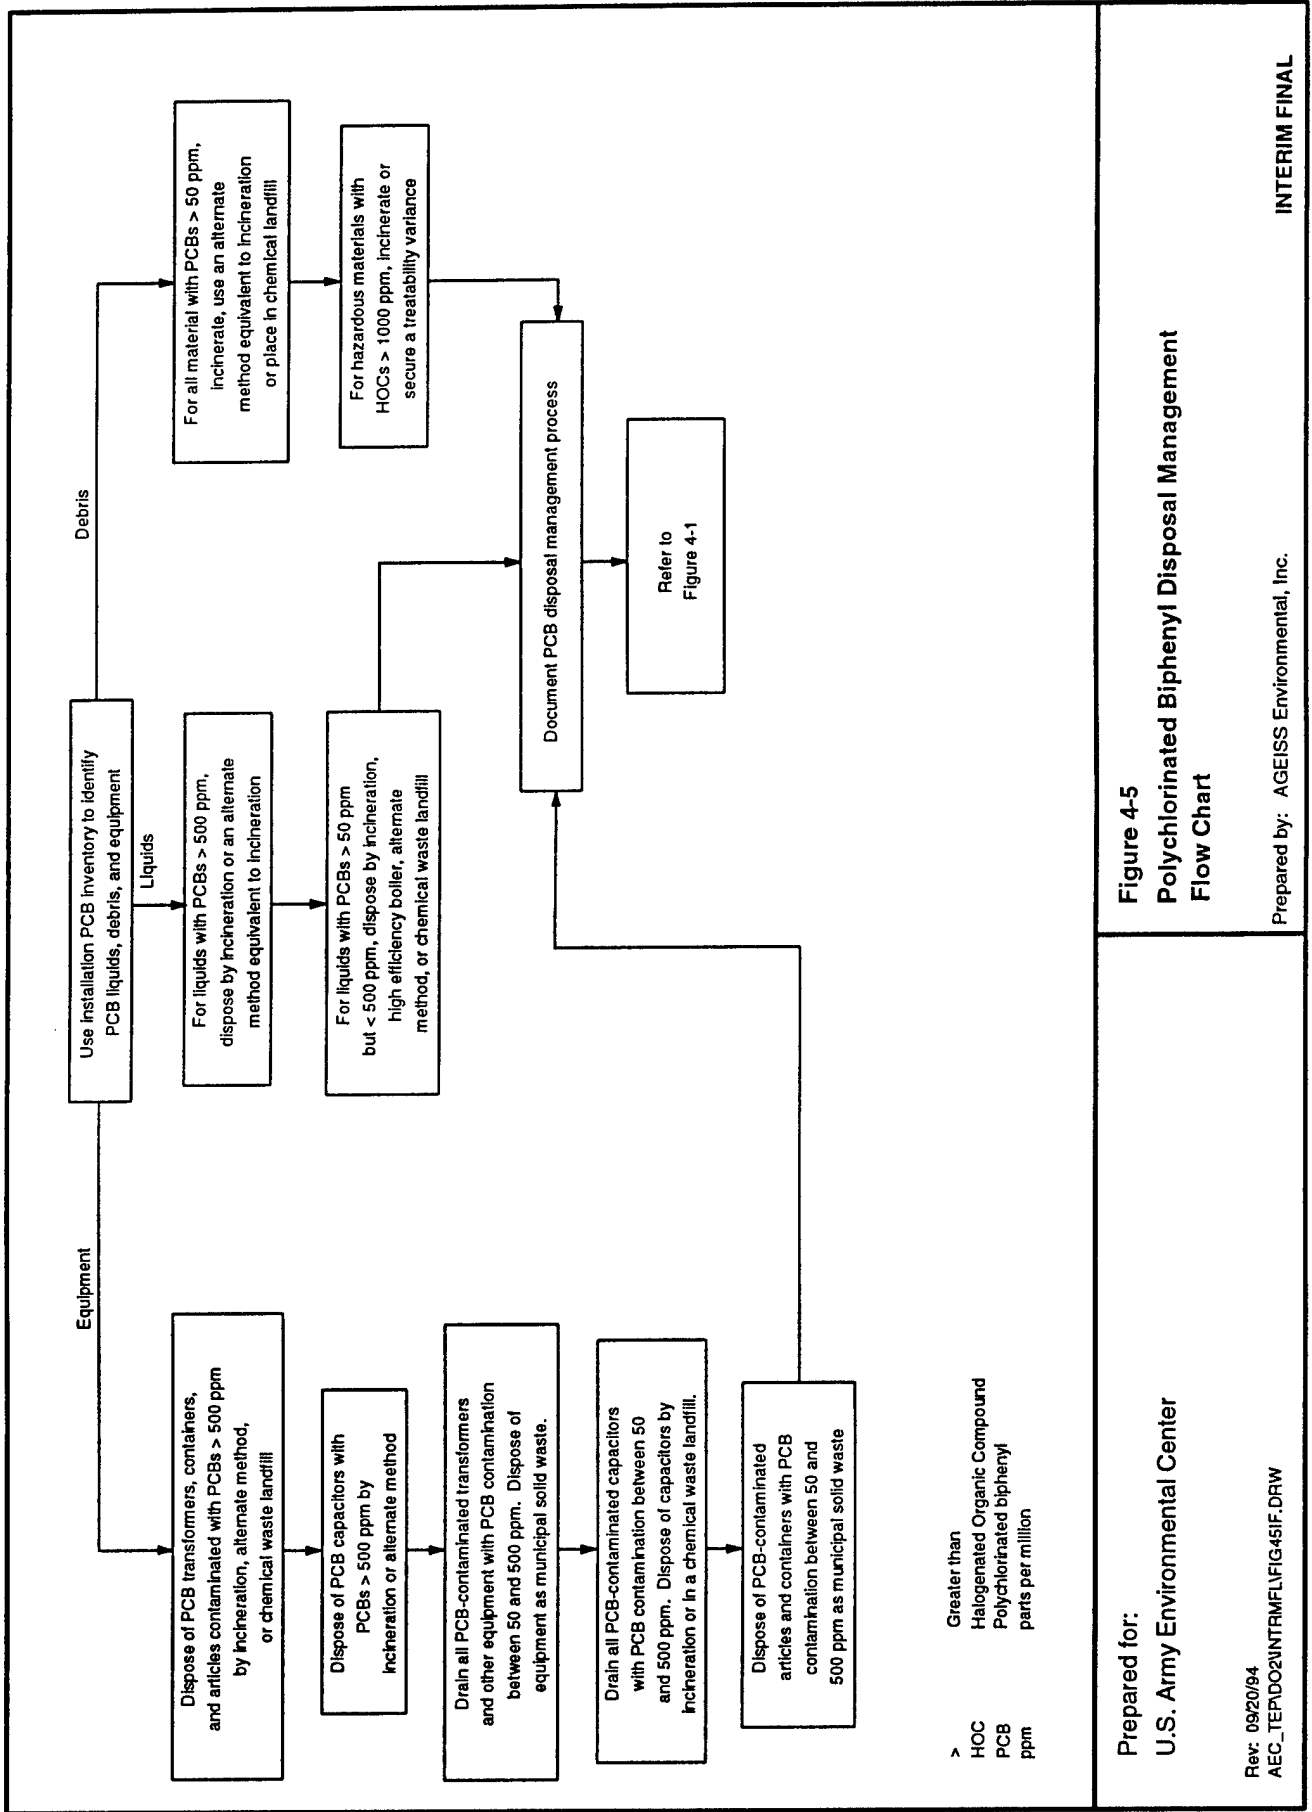 Use installation PCB inventory to identify
PCB liquids, debris, and equipment
Equipment
Liquids
Debris
Dispose of PCB transformers, containers,
and articles contaminated with PCBs > 500 ppm
by incineration, alternate method,
or chemical waste landfill
Dispose of PCB capacitors with
PCBs > 500 ppm by
incineration or alternate method
Drain all PCB-contaminated transformers
and other equipment with PCB contamination
between 50 and 500 ppm. Dispose of
equipment as municipal solid waste.
Drain all PCB-contaminated capacitors
with PCB contamination between 50
and 500 ppm. Dispose of capacitors by
incineration or in a chemical waste landfill.
Dispose of PCB-contaminated
articles and containers with PCB
contamination between 50 and
500 ppm as municipal solid waste
For liquids with PCBs > 500 ppm,
dispose by incineration or an alternate
method equivalent to incineration
For liquids with PCBs > 50 ppm
but < 500 ppm, dispose by incineration,
high efficiency boiler, alternate
method, or chemical waste landfill
For all material with PCBs > 50 ppm,
incinerate, use an alternate
method equivalent to incineration
or place in chemical landfill
For hazardous materials with
HOCs > 1000 ppm, incinerate or
secure a treatability variance
Document PCB disposal management process
Refer to
Figure 4-1
> Greater than
HOC Halogenated Organic Compound
PCB Polychlorinated biphenyl
ppm parts per million
Prepared for:
U.S. Army Environmental Center
Rev: 09/20/94
AEC_TEP\DO2\INTRMFL\FIG45IF.DRW
Figure 4-5
Polychlorinated Biphenyl Disposal Management
Flow Chart
Prepared by: AGEISS Environmental, Inc.
INTERIM FINAL